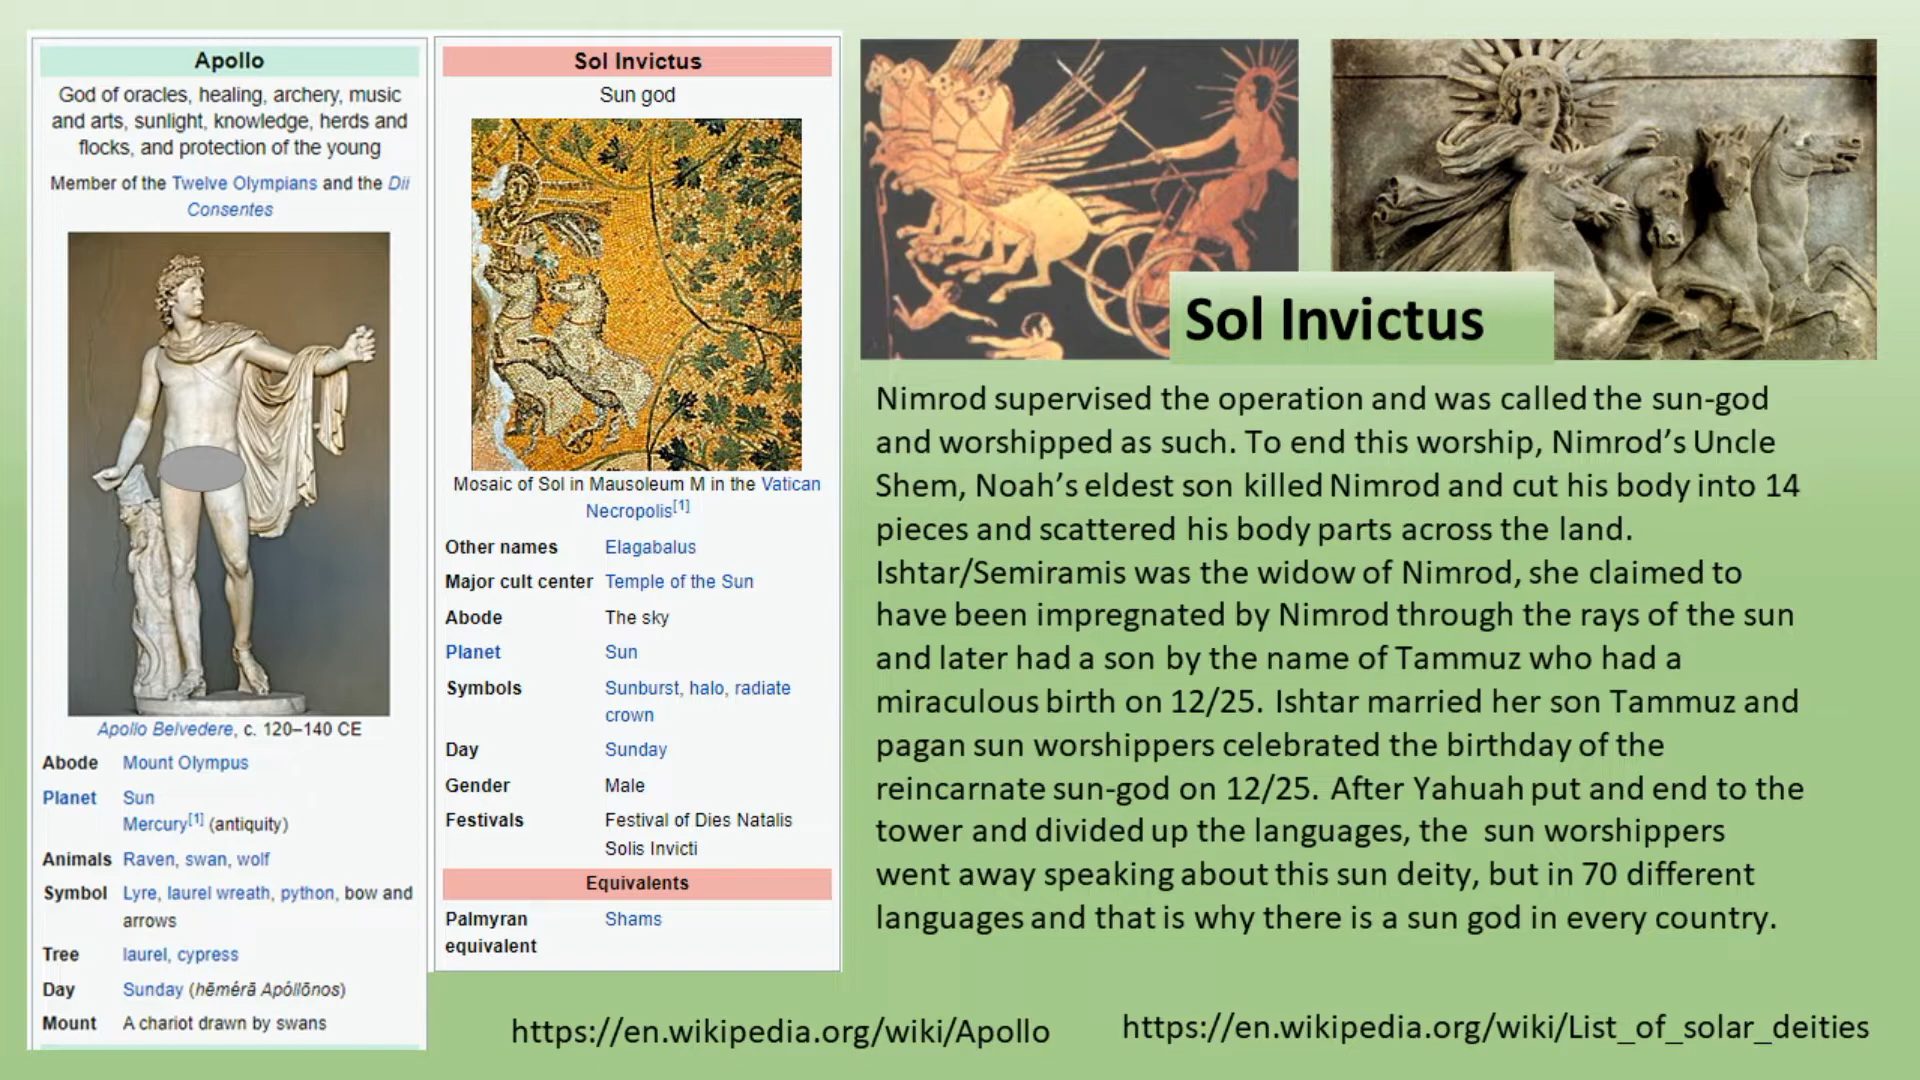 Apollo
God of oracles, healing, archery, music
and arts, sunlight, knowledge, herds and
flocks, and protection of the young
Member of the Twelve Olympians and the Dii
Consentes
Apollo Belvedere, c. 120–140 CE
Abode Mount Olympus
Planet Sun
Mercury[1] (antiquity)
Animals Raven, swan, wolf
Symbol Lyre, laurel wreath, python, bow and
arrows
Tree laurel, cypress
Day Sunday (hēmérā Apóllōnos)
Mount A chariot drawn by swans
Sol Invictus
Sun god
Mosaic of Sol in Mausoleum M in the Vatican
Necropolis[1]
Other names Elagabalus
Major cult center Temple of the Sun
Abode The sky
Planet Sun
Symbols Sunburst, halo, radiate
crown
Day Sunday
Gender Male
Festivals Festival of Dies Natalis
Solis Invicti
Equivalents
Palmyran Shams
equivalent
Sol Invictus
Nimrod supervised the operation and was called the sun-god
and worshipped as such. To end this worship, Nimrod’s Uncle
Shem, Noah’s eldest son killed Nimrod and cut his body into 14
pieces and scattered his body parts across the land.
Ishtar/Semiramis was the widow of Nimrod, she claimed to
have been impregnated by Nimrod through the rays of the sun
and later had a son by the name of Tammuz who had a
miraculous birth on 12/25. Ishtar married her son Tammuz and
pagan sun worshippers celebrated the birthday of the
reincarnate sun-god on 12/25. After Yahuah put and end to the
tower and divided up the languages, the sun worshippers
went away speaking about this sun deity, but in 70 different
languages and that is why there is a sun god in every country.
https://en.wikipedia.org/wiki/Apollo
https://en.wikipedia.org/wiki/List_of_solar_deities